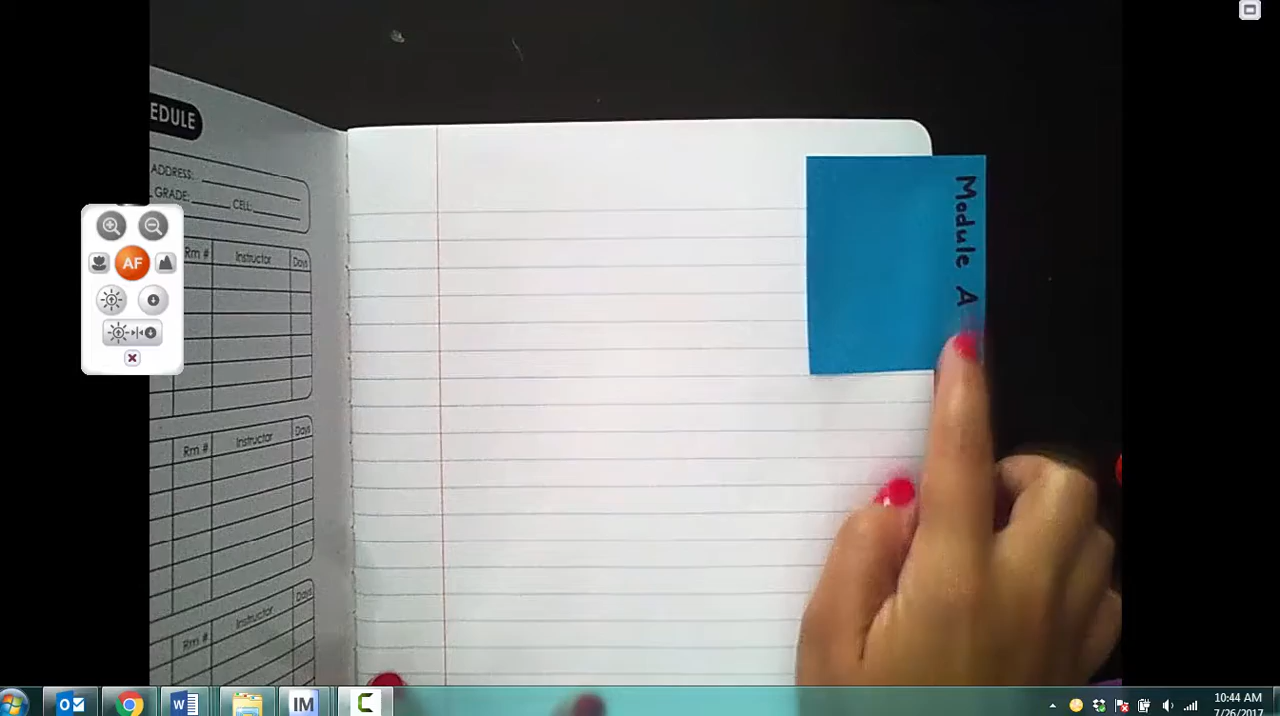 EDULE
ADDRESS:
GRADE: CELL:
Rm # Instructor Days
Rm # Instructor Days
Rm # Instructor Days
Module A
AF
IM
10:44 AM
7/26/2017